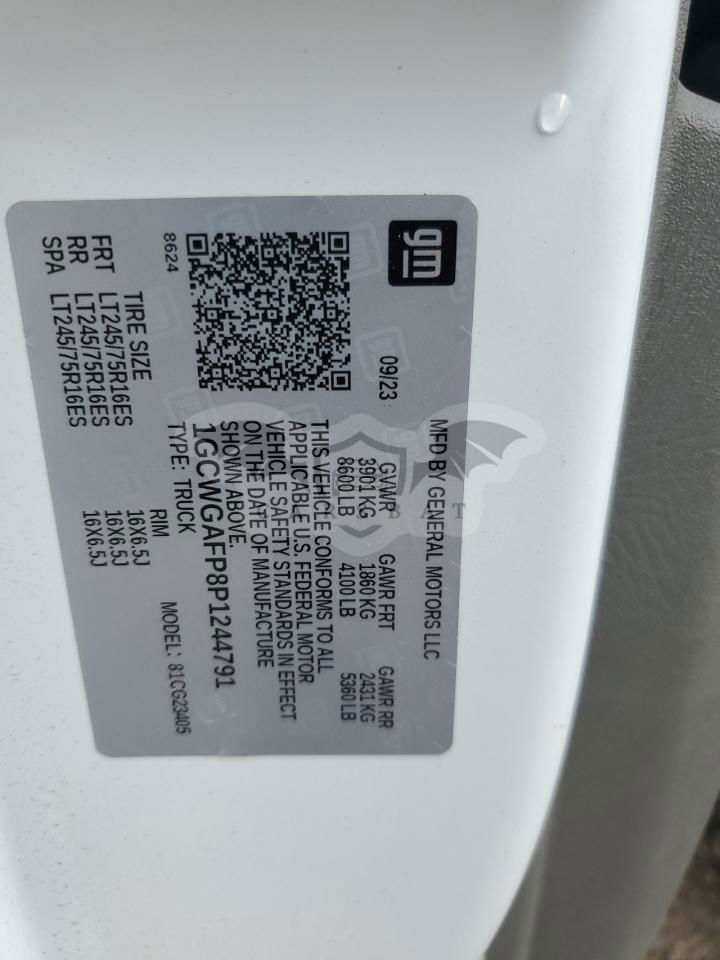 gm
09/23
8624
MFD BY GENERAL MOTORS LLC
GVWR GAWR FRT GAWR RR
3901 KG 1860 KG 2431 KG
8600 LB 4100 LB 5360 LB
THIS VEHICLE CONFORMS TO ALL
APPLICABLE U.S. FEDERAL MOTOR
VEHICLE SAFETY STANDARDS IN EFFECT
ON THE DATE OF MANUFACTURE
SHOWN ABOVE.
1GCWGAFP8P1244791
TYPE: TRUCK MODEL: 81CG23405
TIRE SIZE RIM
FRT LT245/75R16ES 16X6.5J
RR LT245/75R16ES 16X6.5J
SPA LT245/75R16ES 16X6.5J